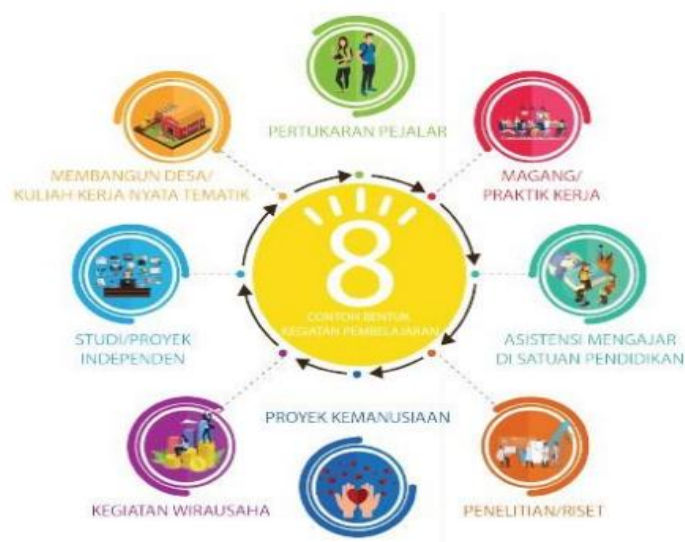 PERTUKARAN PEJALAR
MEMBANGUN DESA/
KULIAH KERJA NYATA TEMATIK
MAGANG/
PRAKTIK KERJA
8
CONTOH BENTUK
KEGIATAN PEMBELAJARAN
STUDI/PROYEK
INDEPENDEN
ASISTENSI MENGAJAR
DI SATUAN PENDIDIKAN
PROYEK KEMANUSIAAN
KEGIATAN WIRAUSAHA
PENELITIAN/RISET